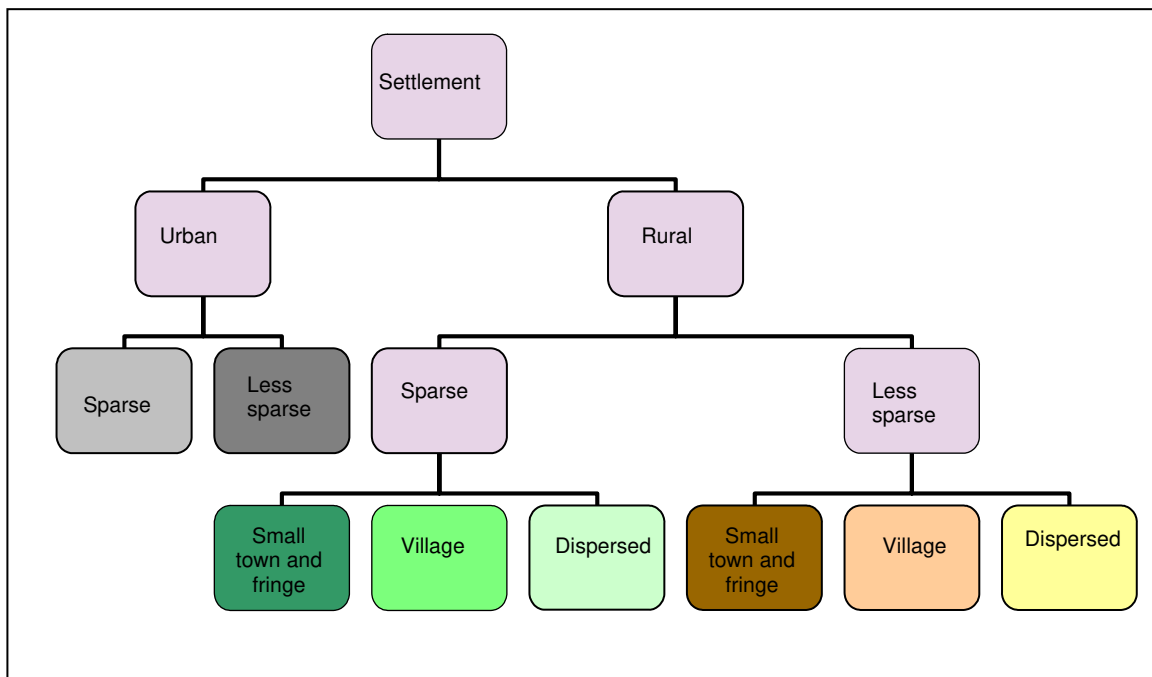 Settlement
Urban
Rural
Sparse
Less
sparse
Sparse
Less
sparse
Small
town and
fringe
Village
Dispersed
Small
town and
fringe
Village
Dispersed